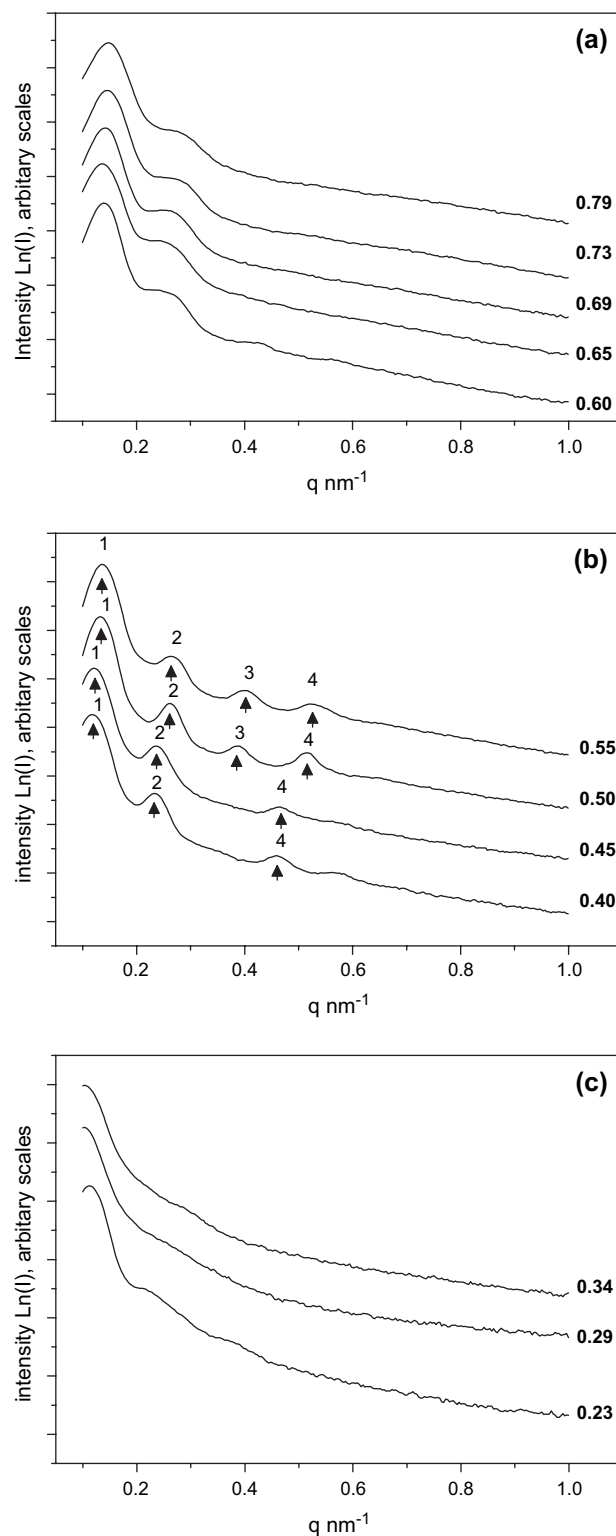 (a)
Intensity Ln(I), arbitary scales
0.79
0.73
0.69
0.65
0.60
0.2 0.4 0.6 0.8 1.0
q nm-1
(b)
intensity Ln(I), arbitary scales
1
1
2
3
4
1
2
3
4
0.55
1
2
4
0.50
2
4
0.45
0.40
0.2 0.4 0.6 0.8 1.0
q nm-1
(c)
intensity Ln(I), arbitary scales
0.34
0.29
0.23
0.2 0.4 0.6 0.8 1.0
q nm-1